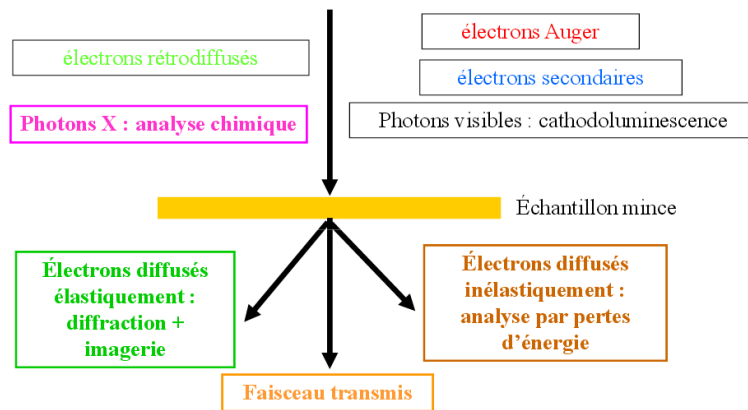 électrons rétrodiffusés
électrons Auger
électrons secondaires
Photons X : analyse chimique
Photons visibles : cathodoluminescence
Échantillon mince
Électrons diffusés
élastiquement :
diffraction +
imagerie
Électrons diffusés
inélastiquement :
analyse par pertes
d'énergie
Faisceau transmis